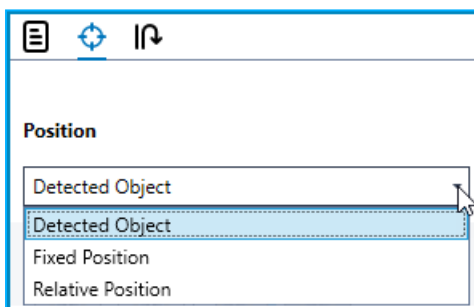 Position
Detected Object
Detected Object
Fixed Position
Relative Position